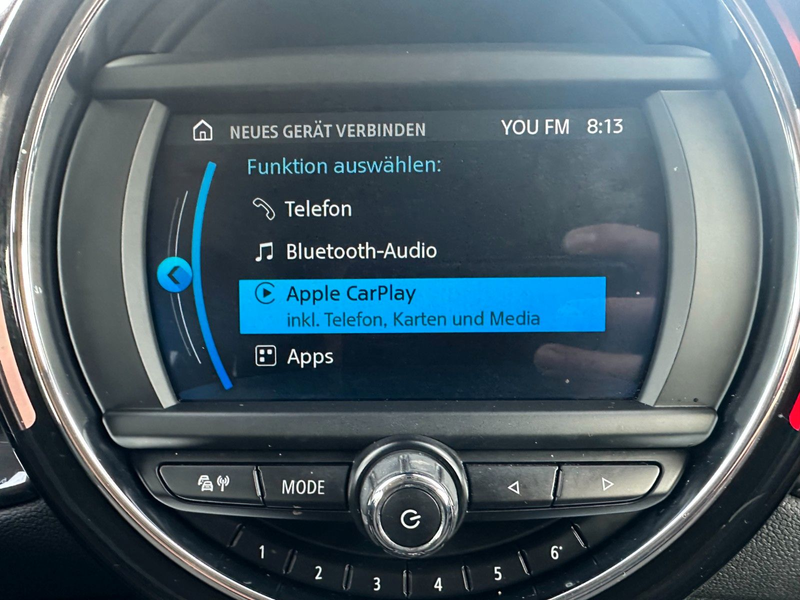 NEUES GERÄT VERBINDEN YOU FM 8:13
Funktion auswählen:
Telefon
Bluetooth-Audio
Apple CarPlay
inkl. Telefon, Karten und Media
Apps
MODE
1 2 3 4 5 6*